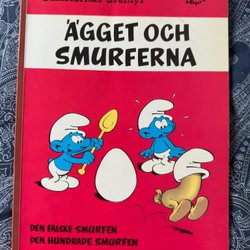 ÄGGET OCH
SMURFERNA
DEN FALSKE SMURFEN
DEN HUNDRADE SMURFEN